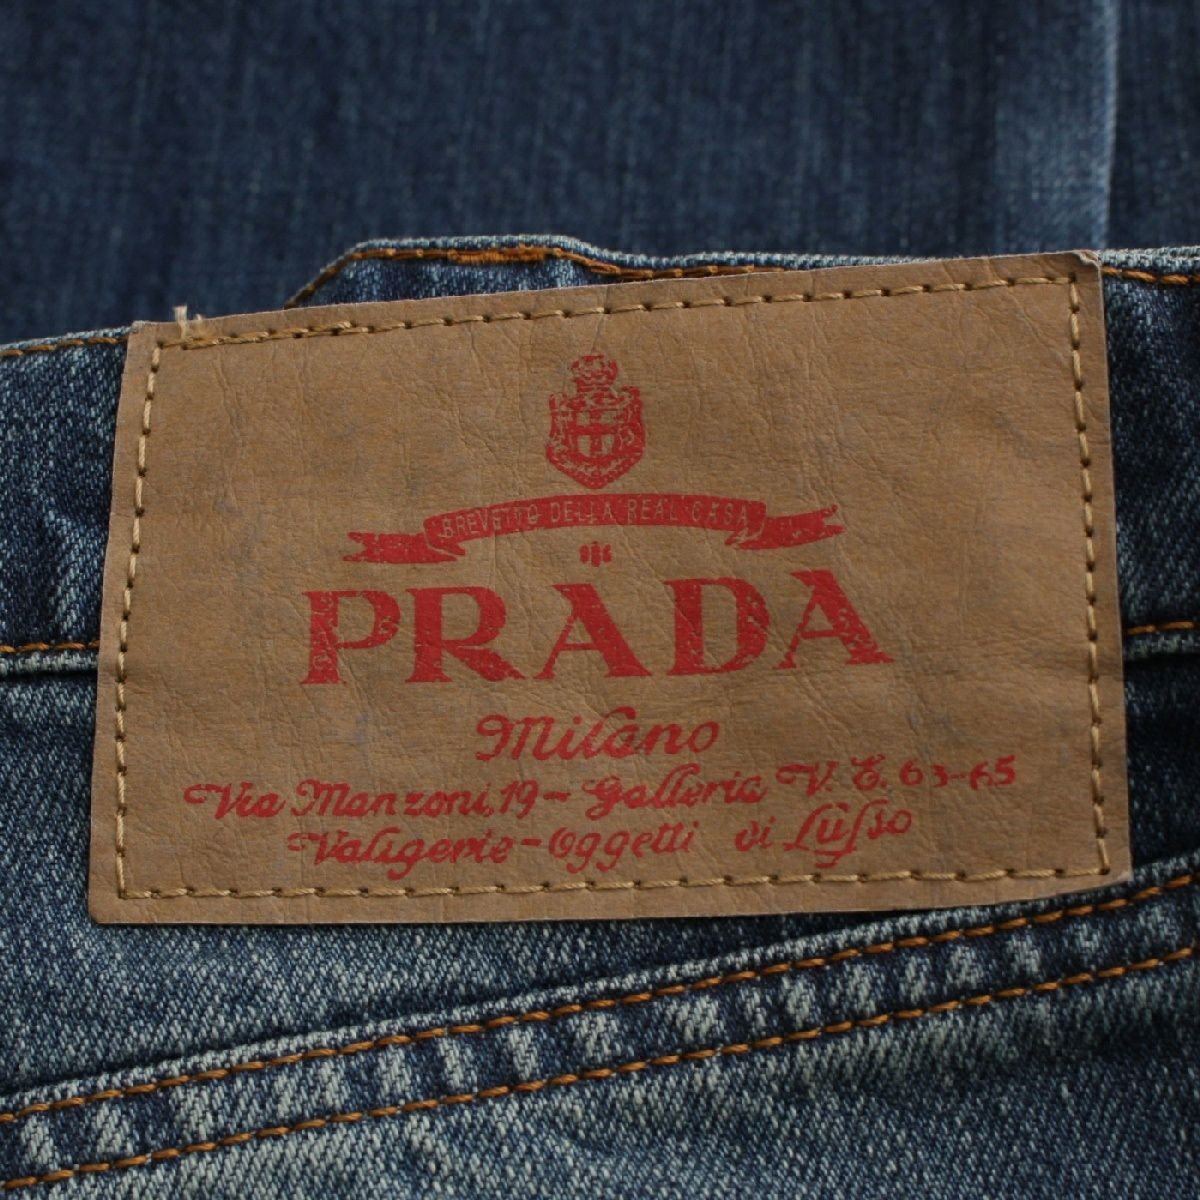 BREVETTO DELLA REAL CASA
PRADA
Milano
Via Manzoni, 19 - Galleria V. E. 63-65
Valigerie - Oggetti di Lusso